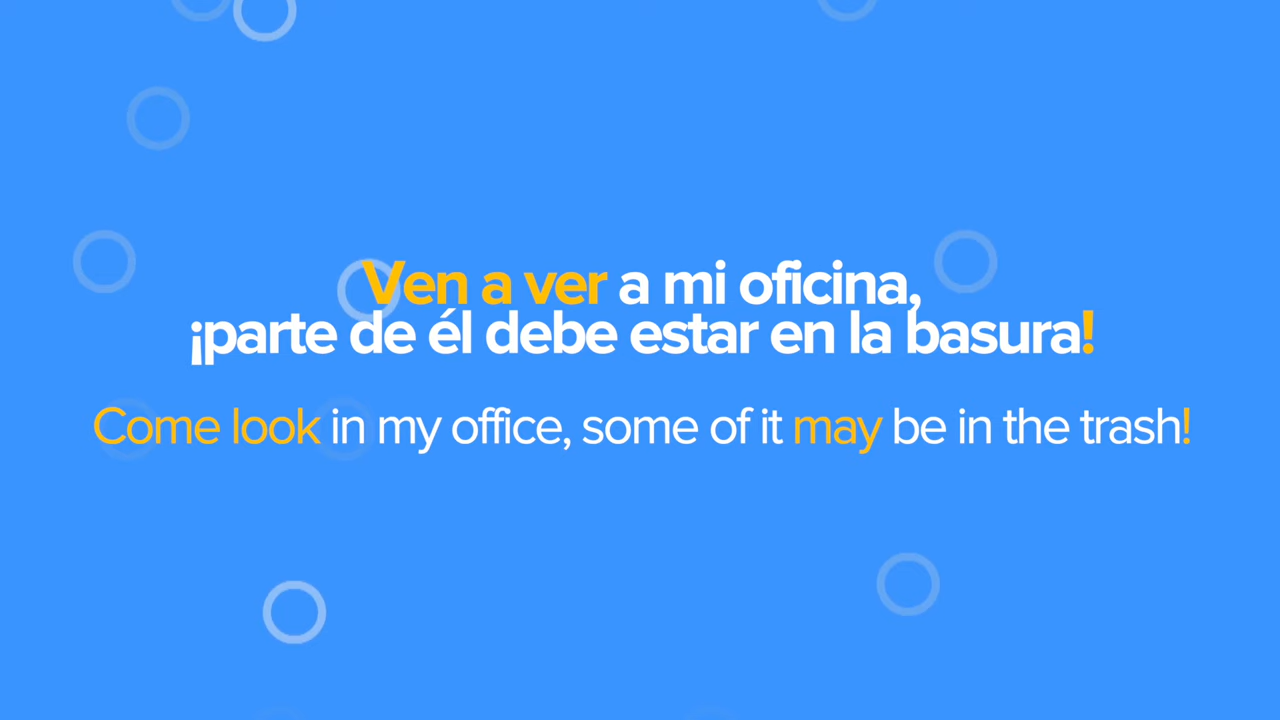 Ven a ver a mi oficina,
¡parte de él debe estar en la basura!
Come look in my office, some of it may be in the trash!